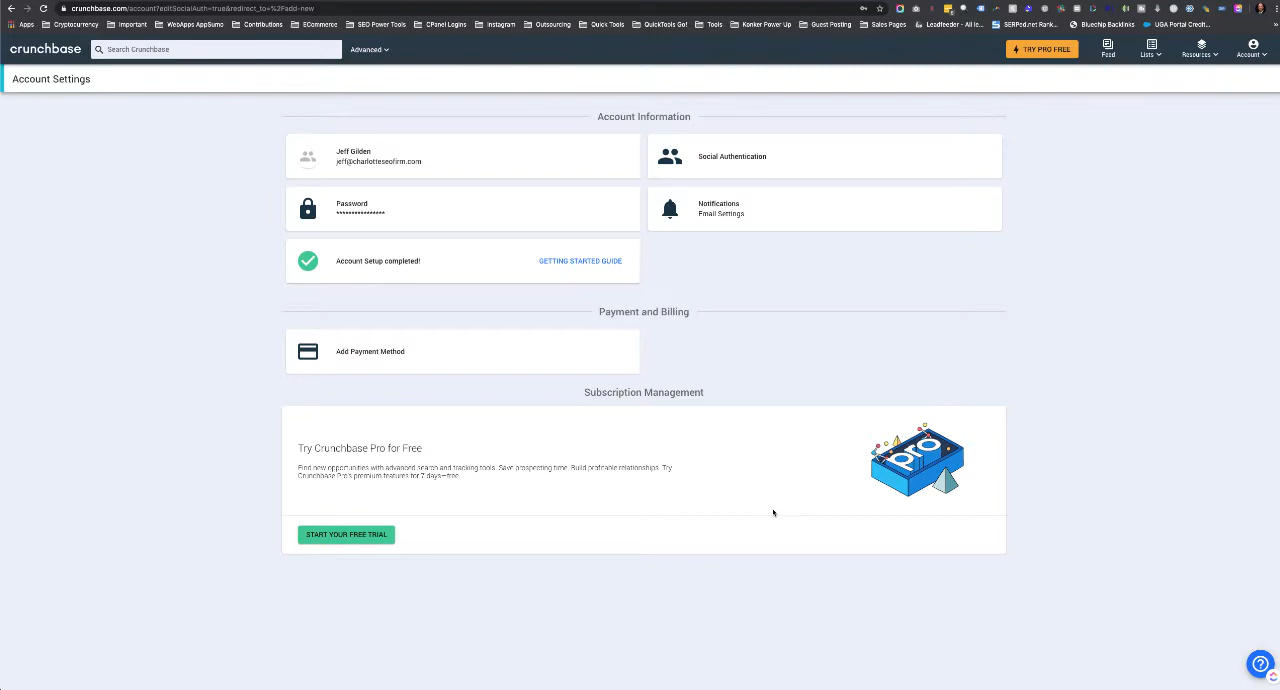 crunchbase.com/account?editSocialAuth=true&redirect_to=%2Fadd-new
Apps Cryptocurrency Important WebApps AppSumo Contributions ECommerce SEO Power Tools CPanel Logins Instagram Outsourcing Quick Tools QuickTools Go! Tools Konker Power Up Guest Posting Sales Pages Leadfeeder - All le... SERPed.net Rank... Bluechip Backlinks UGA Portal Credit... »
crunchbase Search Crunchbase Advanced TRY PRO FREE Feed Lists Resources Account
Account Settings
Account Information
Jeff Gilden
jeff@charlotteseofirm.com
Social Authentication
Password
****************
Notifications
Email Settings
Account Setup completed! GETTING STARTED GUIDE
Payment and Billing
Add Payment Method
Subscription Management
Try Crunchbase Pro for Free
Find new opportunities with advanced search and tracking tools. Save prospecting time. Build profitable relationships. Try
Crunchbase Pro's premium features for 7 days—free.
pro
START YOUR FREE TRIAL